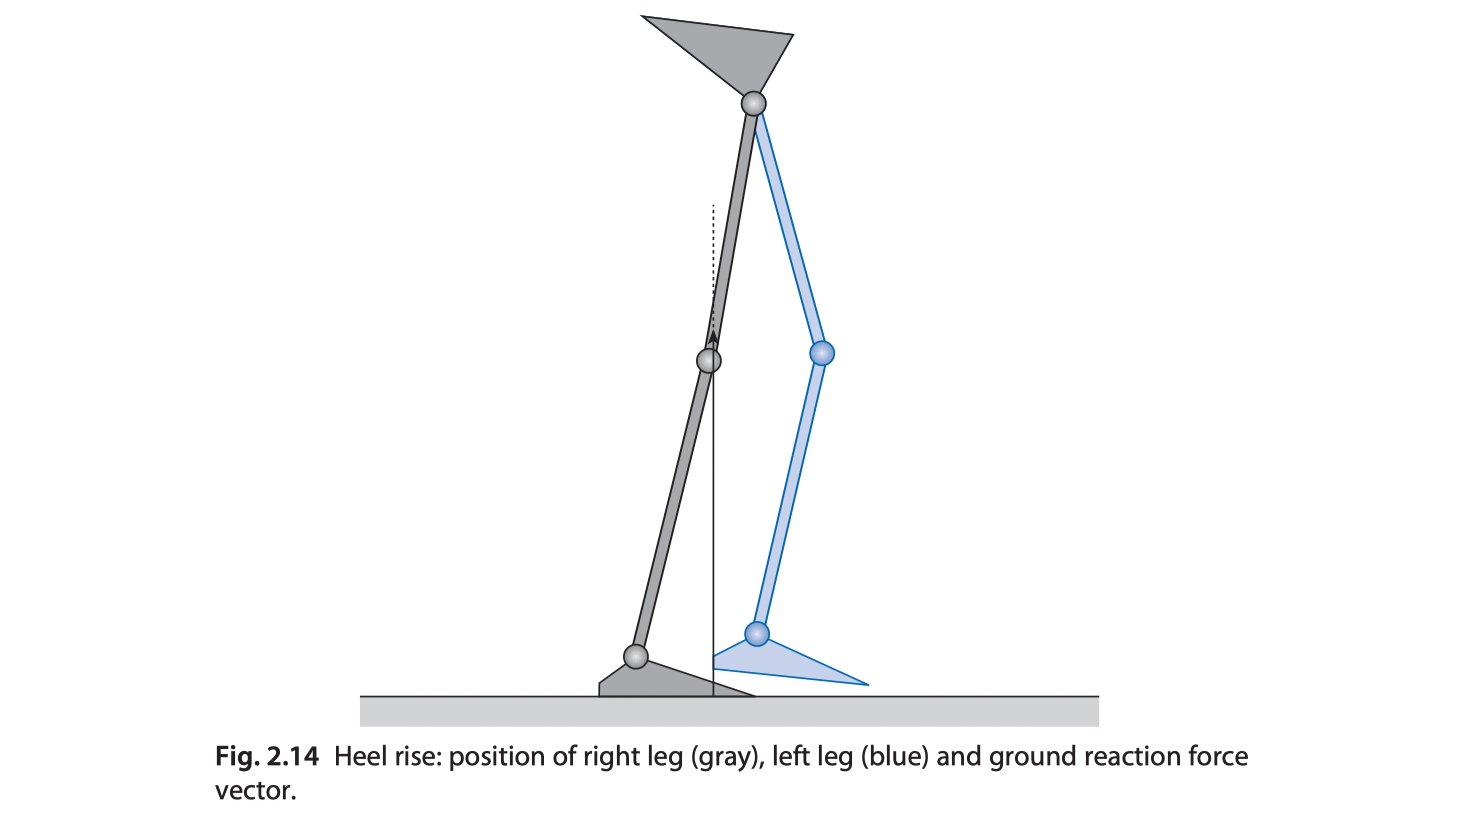 Fig. 2.14 Heel rise: position of right leg (gray), left leg (blue) and ground reaction force
vector.